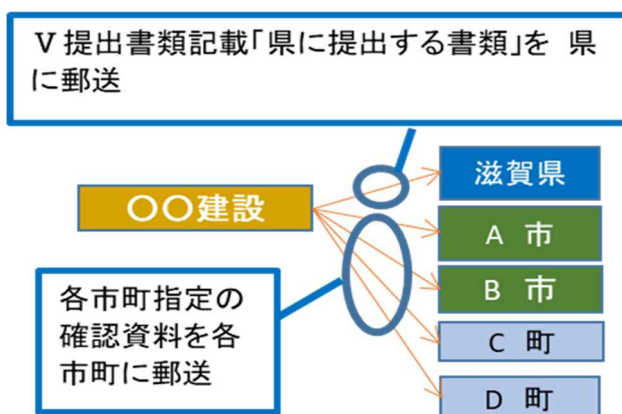 Ⅴ提出書類記載「県に提出する書類」を 県
に郵送
滋賀県
〇〇建設
A 市
B 市
各市町指定の
確認資料を各
市町に郵送
C 町
D 町